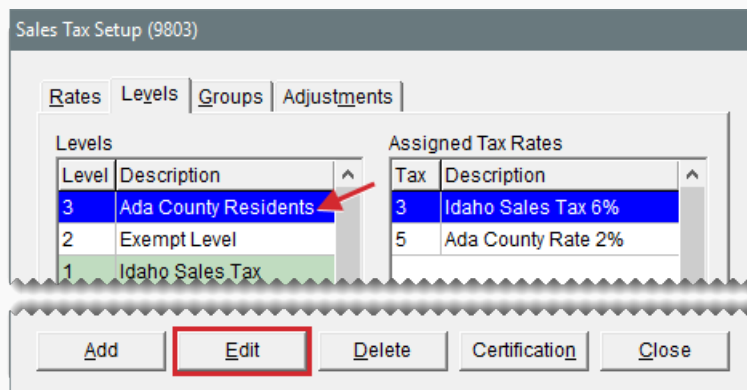 Sales Tax Setup (9803)
Rates Levels Groups Adjustments
Levels Assigned Tax Rates
Level Description Tax Description
3 Ada County Residents 3 Idaho Sales Tax 6%
2 Exempt Level 5 Ada County Rate 2%
1 Idaho Sales Tax
Add Edit Delete Certification Close